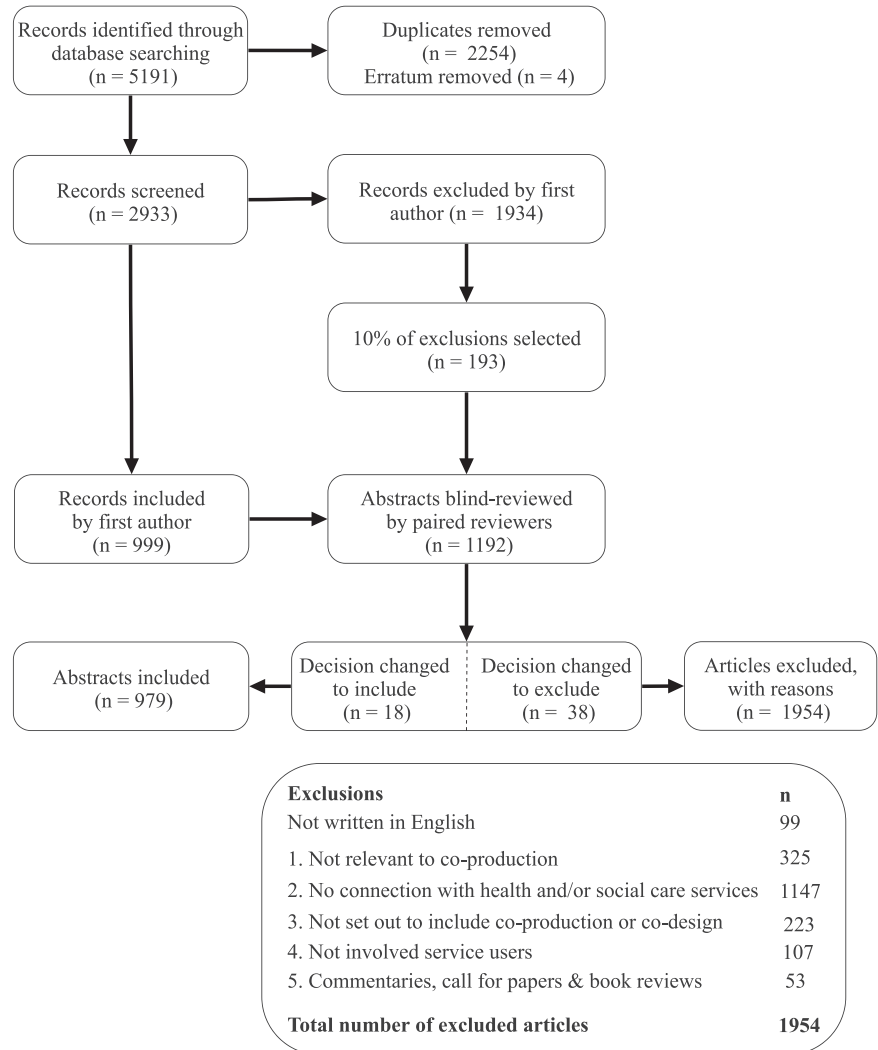 Records identified through
database searching
(n = 5191)
Duplicates removed
(n = 2254)
Erratum removed (n = 4)
Records screened
(n = 2933)
Records excluded by first
author (n = 1934)
10% of exclusions selected
(n = 193)
Records included
by first author
(n = 999)
Abstracts blind-reviewed
by paired reviewers
(n = 1192)
Abstracts included
(n = 979)
Decision changed
to include
(n = 18)
Decision changed
to exclude
(n = 38)
Articles excluded,
with reasons
(n = 1954)
Exclusions n
Not written in English 99
1. Not relevant to co-production 325
2. No connection with health and/or social care services 1147
3. Not set out to include co-production or co-design 223
4. Not involved service users 107
5. Commentaries, call for papers & book reviews 53
Total number of excluded articles 1954